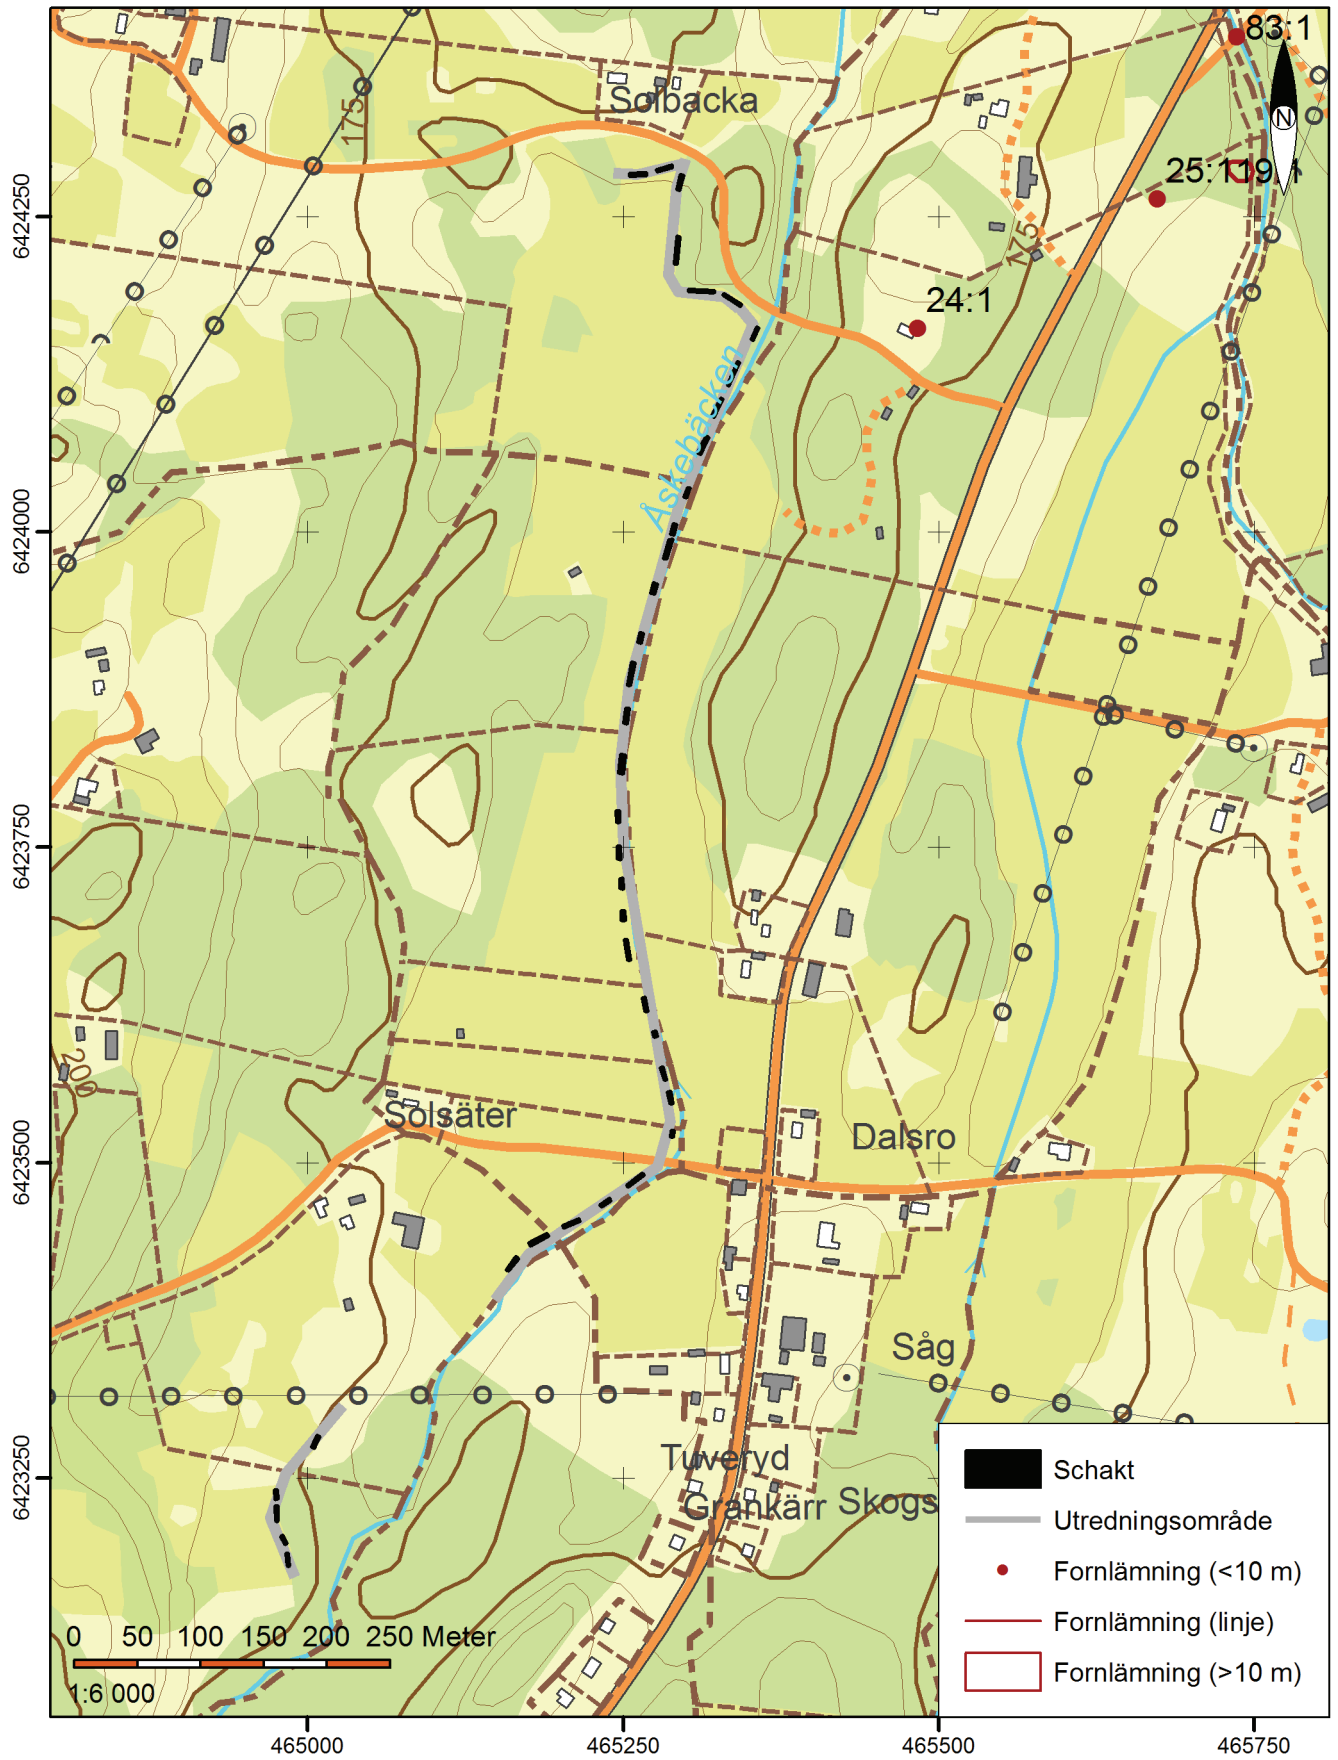 83:1
Solbacka
175
25:119:1
N
6424250
175
24:1
Åskebäcken
6424000
6423750
200
Solsäter
Dalsro
6423500
Såg
Tuveryd
6423250
Grankärr
Skogs
Schakt
Utredningsområde
Fornlämning (<10 m)
Fornlämning (linje)
Fornlämning (>10 m)
0 50 100 150 200 250 Meter
1:6 000
465000 465250 465500 465750